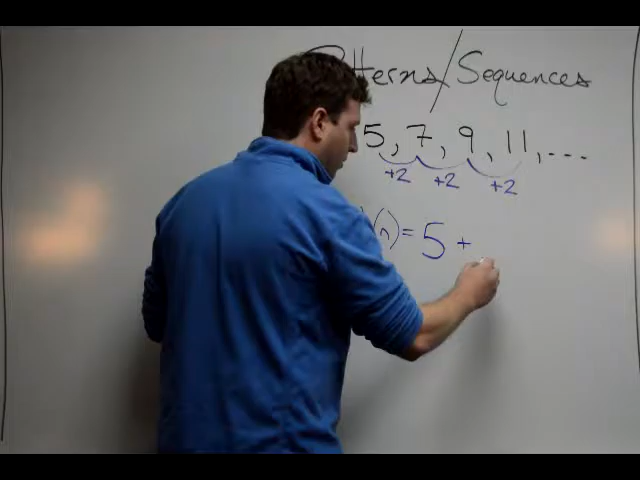 Patterns/Sequences
5, 7, 9, 11, ...
+2 +2 +2
(n) = 5 +